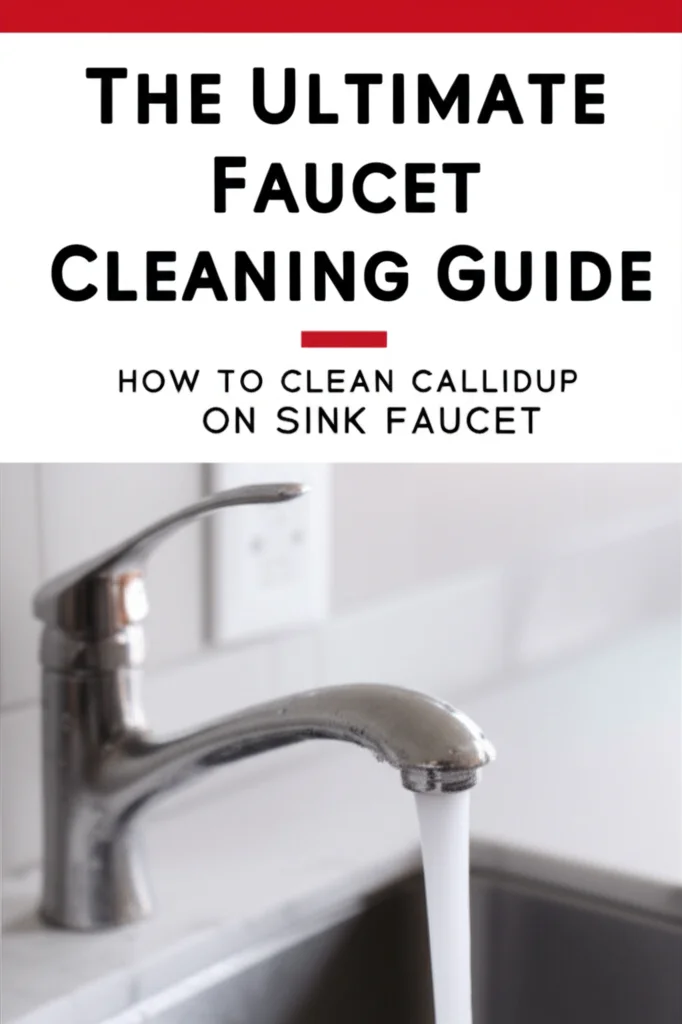 The Ultimate
Faucet
Cleaning Guide
HOW TO CLEAN CALLIDUP
ON SINK FAUCET